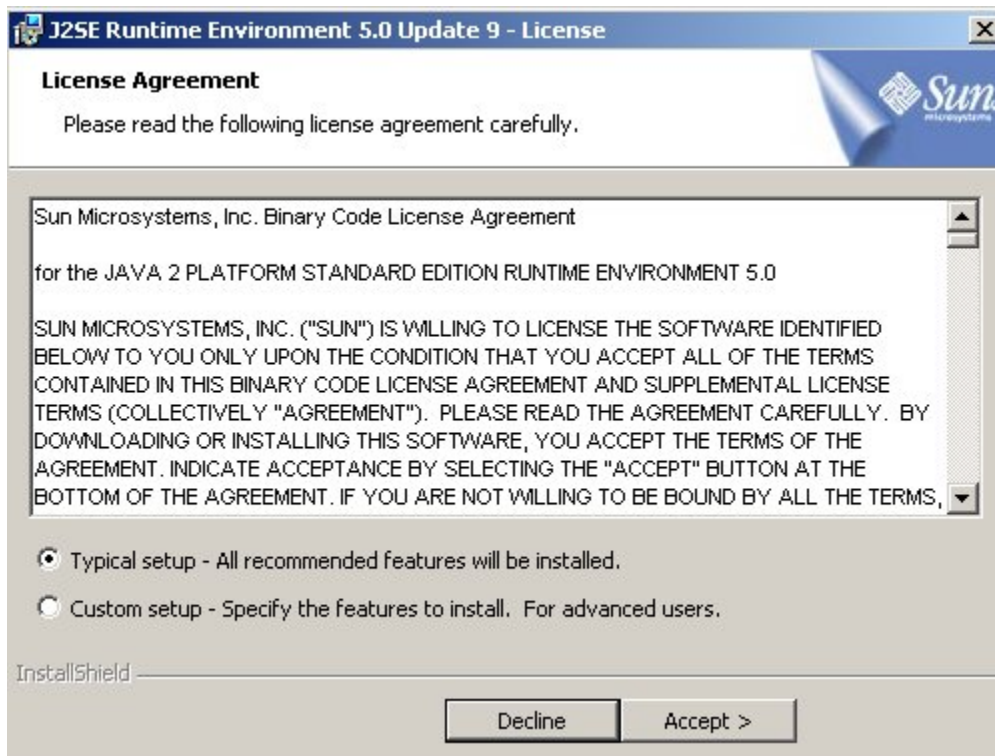 J2SE Runtime Environment 5.0 Update 9 - License
License Agreement
Please read the following license agreement carefully.
Sun
microsystems
Sun Microsystems, Inc. Binary Code License Agreement
for the JAVA 2 PLATFORM STANDARD EDITION RUNTIME ENVIRONMENT 5.0
SUN MICROSYSTEMS, INC. ("SUN") IS WILLING TO LICENSE THE SOFTWARE IDENTIFIED
BELOW TO YOU ONLY UPON THE CONDITION THAT YOU ACCEPT ALL OF THE TERMS
CONTAINED IN THIS BINARY CODE LICENSE AGREEMENT AND SUPPLEMENTAL LICENSE
TERMS (COLLECTIVELY "AGREEMENT").  PLEASE READ THE AGREEMENT CAREFULLY.  BY
DOWNLOADING OR INSTALLING THIS SOFTWARE, YOU ACCEPT THE TERMS OF THE
AGREEMENT. INDICATE ACCEPTANCE BY SELECTING THE "ACCEPT" BUTTON AT THE
BOTTOM OF THE AGREEMENT. IF YOU ARE NOT WILLING TO BE BOUND BY ALL THE TERMS,
Typical setup - All recommended features will be installed.
Custom setup - Specify the features to install.  For advanced users.
InstallShield
Decline
Accept >